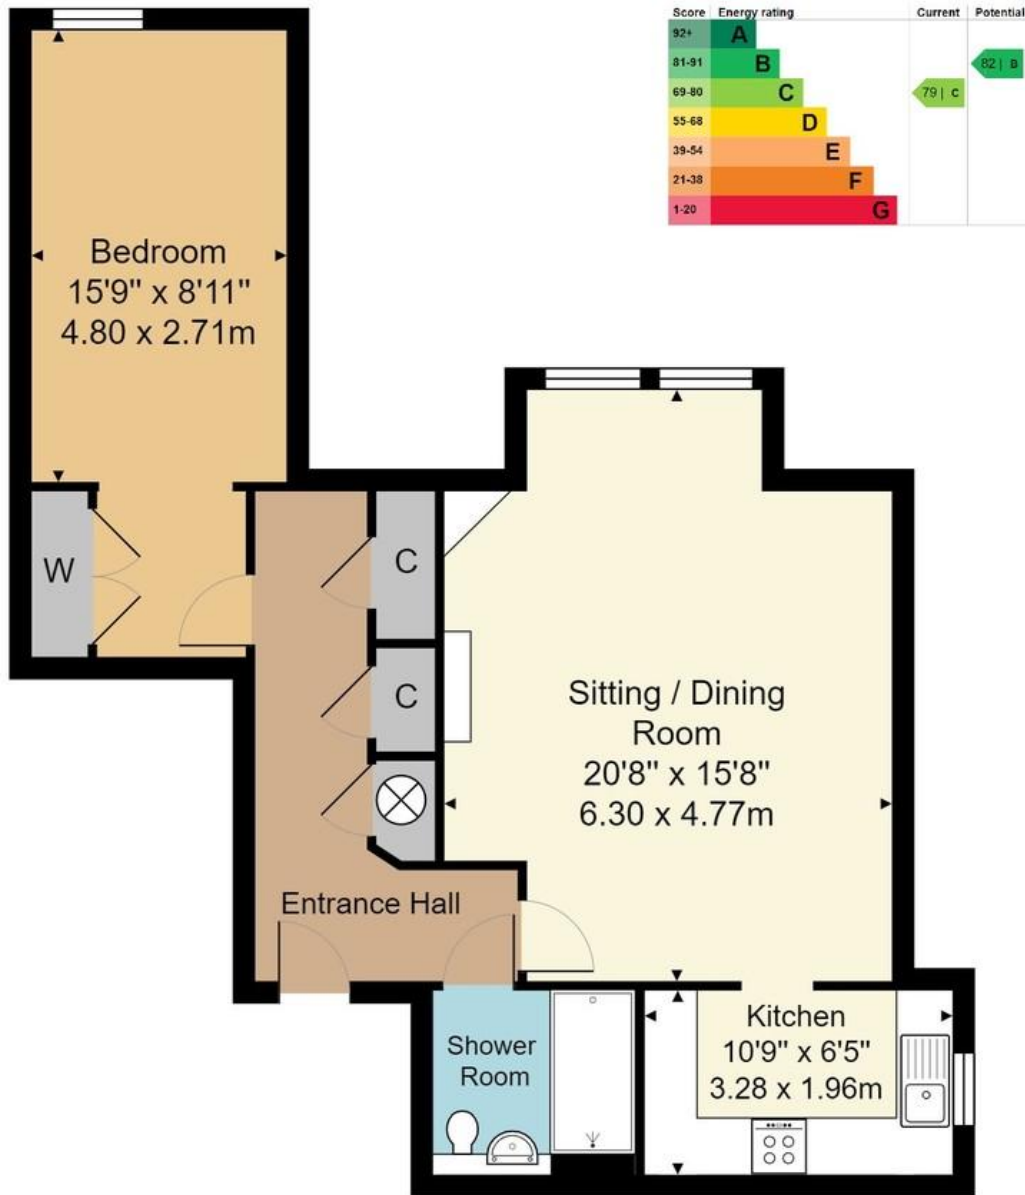 Score Energy rating Current Potential
92+ A
81-91 B 82 | B
69-80 C 79 | C
55-68 D
39-54 E
21-38 F
1-20 G
Bedroom
15'9" x 8'11"
4.80 x 2.71m
W
C
C
Sitting / Dining
Room
20'8" x 15'8"
6.30 x 4.77m
Entrance Hall
Shower
Room
Kitchen
10'9" x 6'5"
3.28 x 1.96m